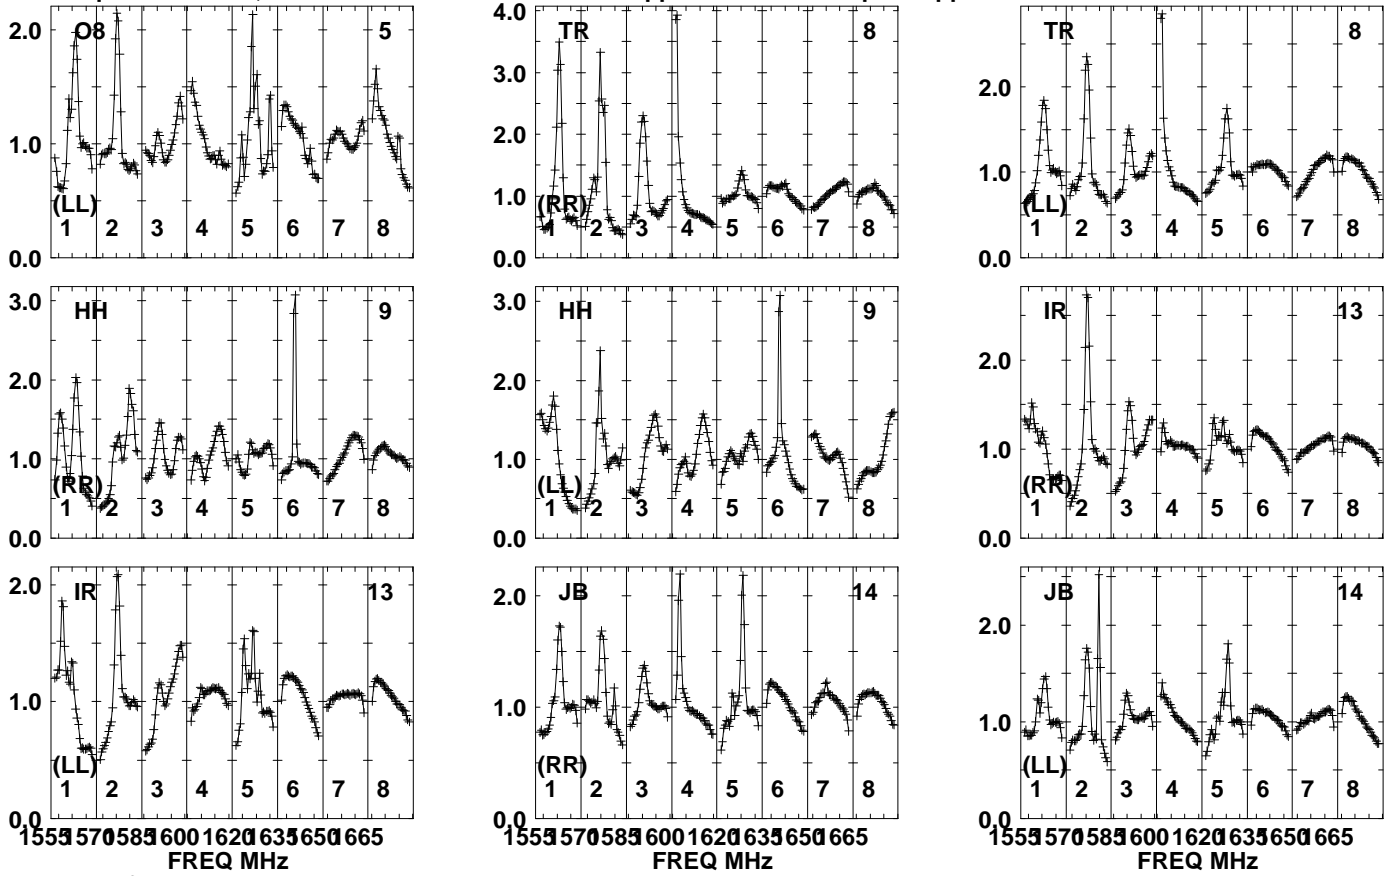 2.0 O8 5
1.0
(LL)
1 2 3 4 5 6 7 8
0.0
4.0 TR 8
3.0
2.0
1.0
(RR)
1 2 3 4 5 6 7 8
0.0
TR 8
2.0
1.0
(LL)
1 2 3 4 5 6 7 8
0.0
3.0 HH 9
2.0
1.0
(RR)
1 2 3 4 5 6 7 8
0.0
3.0 HH 9
2.0
1.0
(LL)
1 2 3 4 5 6 7 8
0.0
IR 13
2.0
1.0
(RR)
1 2 3 4 5 6 7 8
0.0
2.0 IR 13
1.0
(LL)
1 2 3 4 5 6 7 8
0.0
1555 1570 1585 1600 1620 1635 1650 1665
FREQ MHz
JB 14
2.0
1.0
(RR)
1 2 3 4 5 6 7 8
0.0
1555 1570 1585 1600 1620 1635 1650 1665
FREQ MHz
JB 14
2.0
1.0
(LL)
1 2 3 4 5 6 7 8
0.0
1555 1570 1585 1600 1620 1635 1650 1665
FREQ MHz